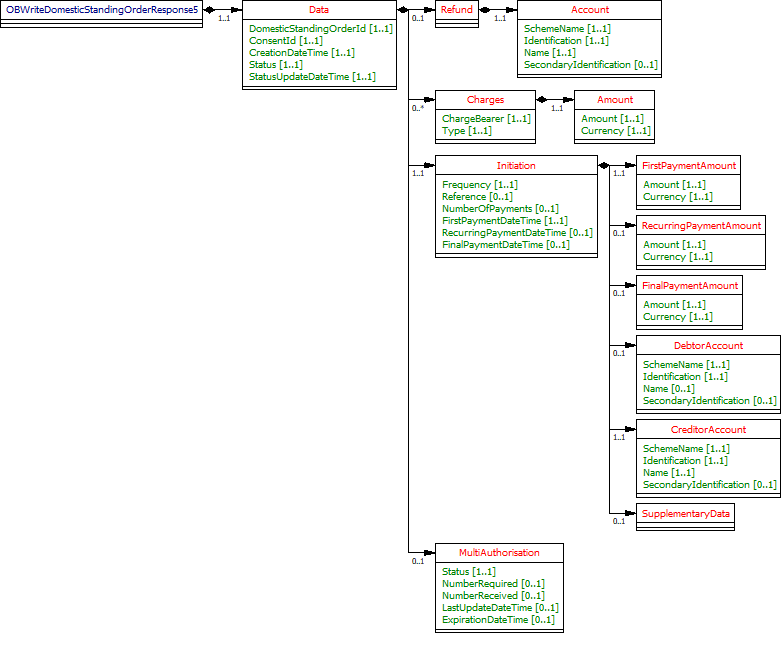 OBWriteDomesticStandingOrderResponse5
1..1
Data
DomesticStandingOrderId [1..1]
ConsentId [1..1]
CreationDateTime [1..1]
Status [1..1]
StatusUpdateDateTime [1..1]
0..1
Refund
1..1
Account
SchemeName [1..1]
Identification [1..1]
Name [1..1]
SecondaryIdentification [0..1]
0..*
Charges
ChargeBearer [1..1]
Type [1..1]
1..1
Amount
Amount [1..1]
Currency [1..1]
1..1
Initiation
Frequency [1..1]
Reference [0..1]
NumberOfPayments [0..1]
FirstPaymentDateTime [1..1]
RecurringPaymentDateTime [0..1]
FinalPaymentDateTime [0..1]
1..1
FirstPaymentAmount
Amount [1..1]
Currency [1..1]
0..1
RecurringPaymentAmount
Amount [1..1]
Currency [1..1]
0..1
FinalPaymentAmount
Amount [1..1]
Currency [1..1]
0..1
DebtorAccount
SchemeName [1..1]
Identification [1..1]
Name [0..1]
SecondaryIdentification [0..1]
1..1
CreditorAccount
SchemeName [1..1]
Identification [1..1]
Name [1..1]
SecondaryIdentification [0..1]
0..1
SupplementaryData
0..1
MultiAuthorisation
Status [1..1]
NumberRequired [0..1]
NumberReceived [0..1]
LastUpdateDateTime [0..1]
ExpirationDateTime [0..1]